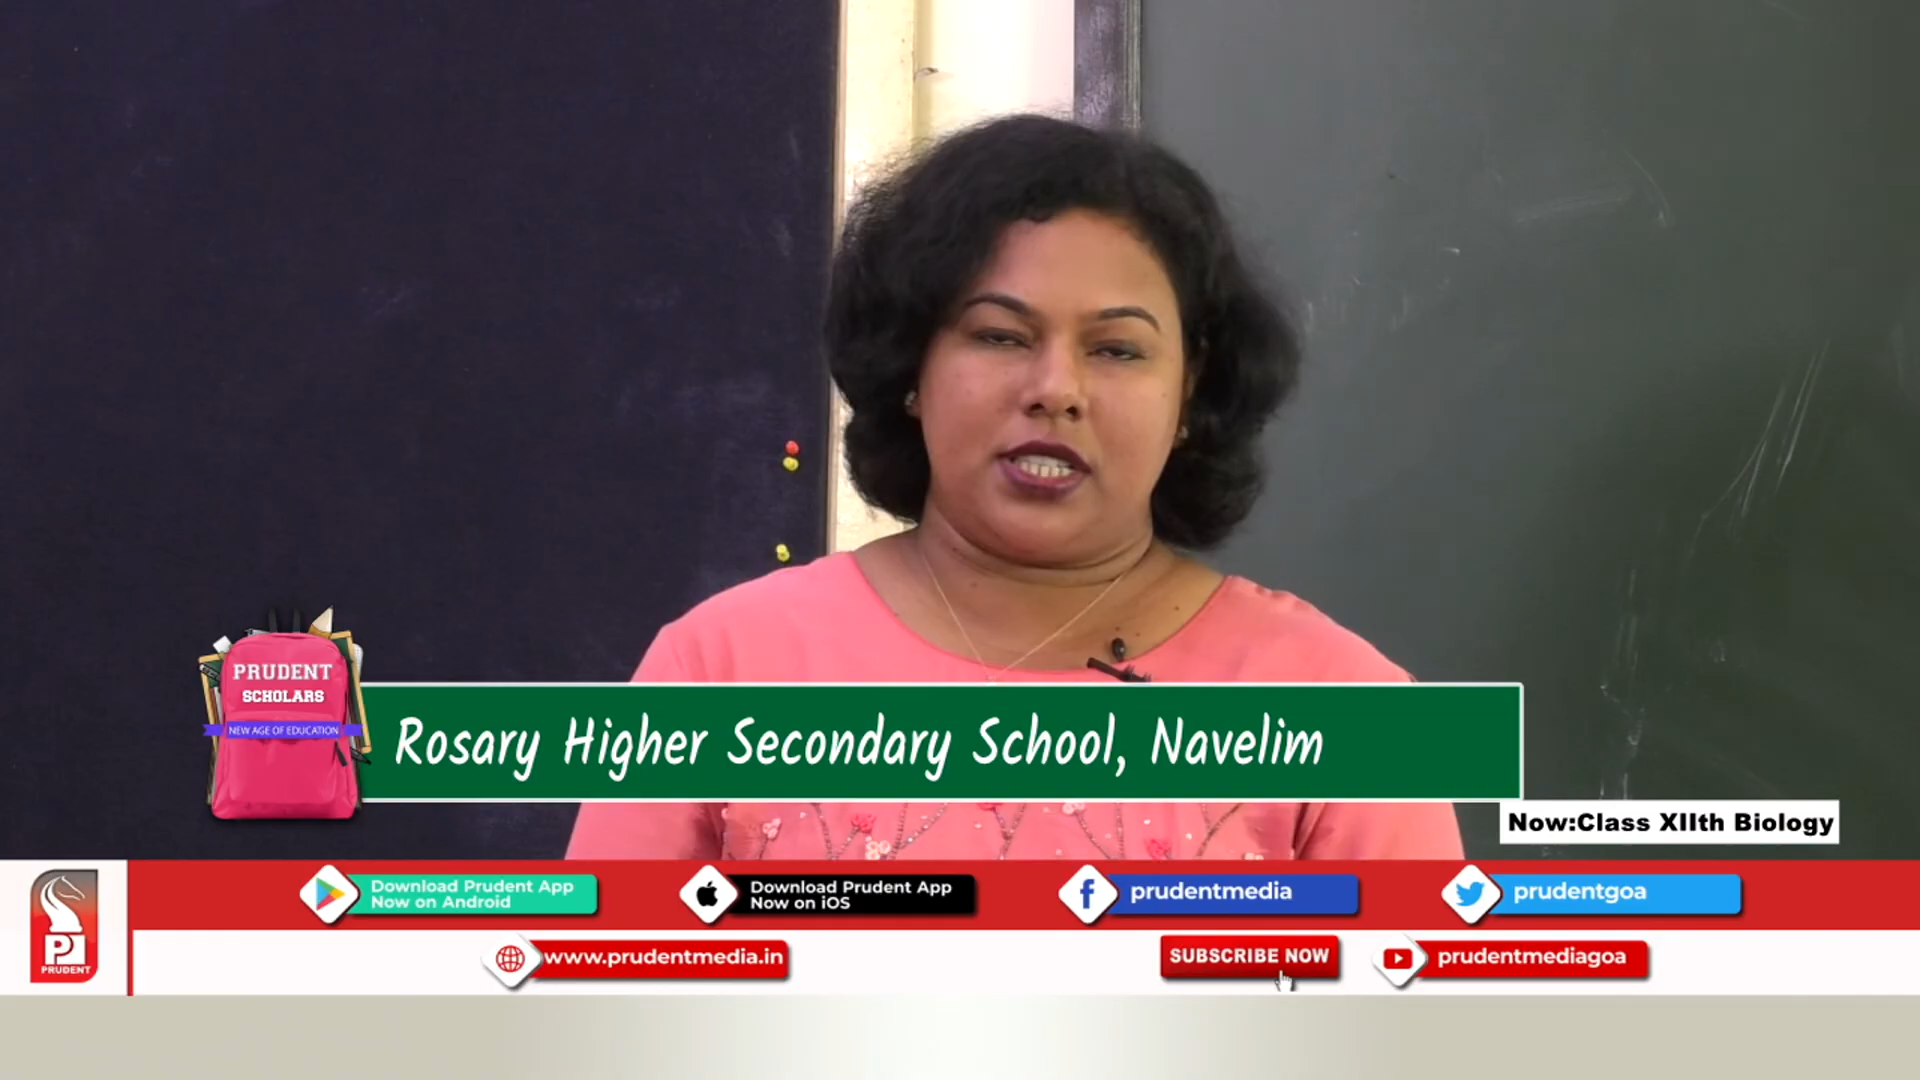 PRUDENT
SCHOLARS
NEW AGE OF EDUCATION
Rosary Higher Secondary School, Navelim
Now:Class XIIth Biology
Download Prudent App
Now on Android
Download Prudent App
Now on iOS
prudentmedia
prudentgoa
PRUDENT
www.prudentmedia.in
SUBSCRIBE NOW
prudentmediagoa